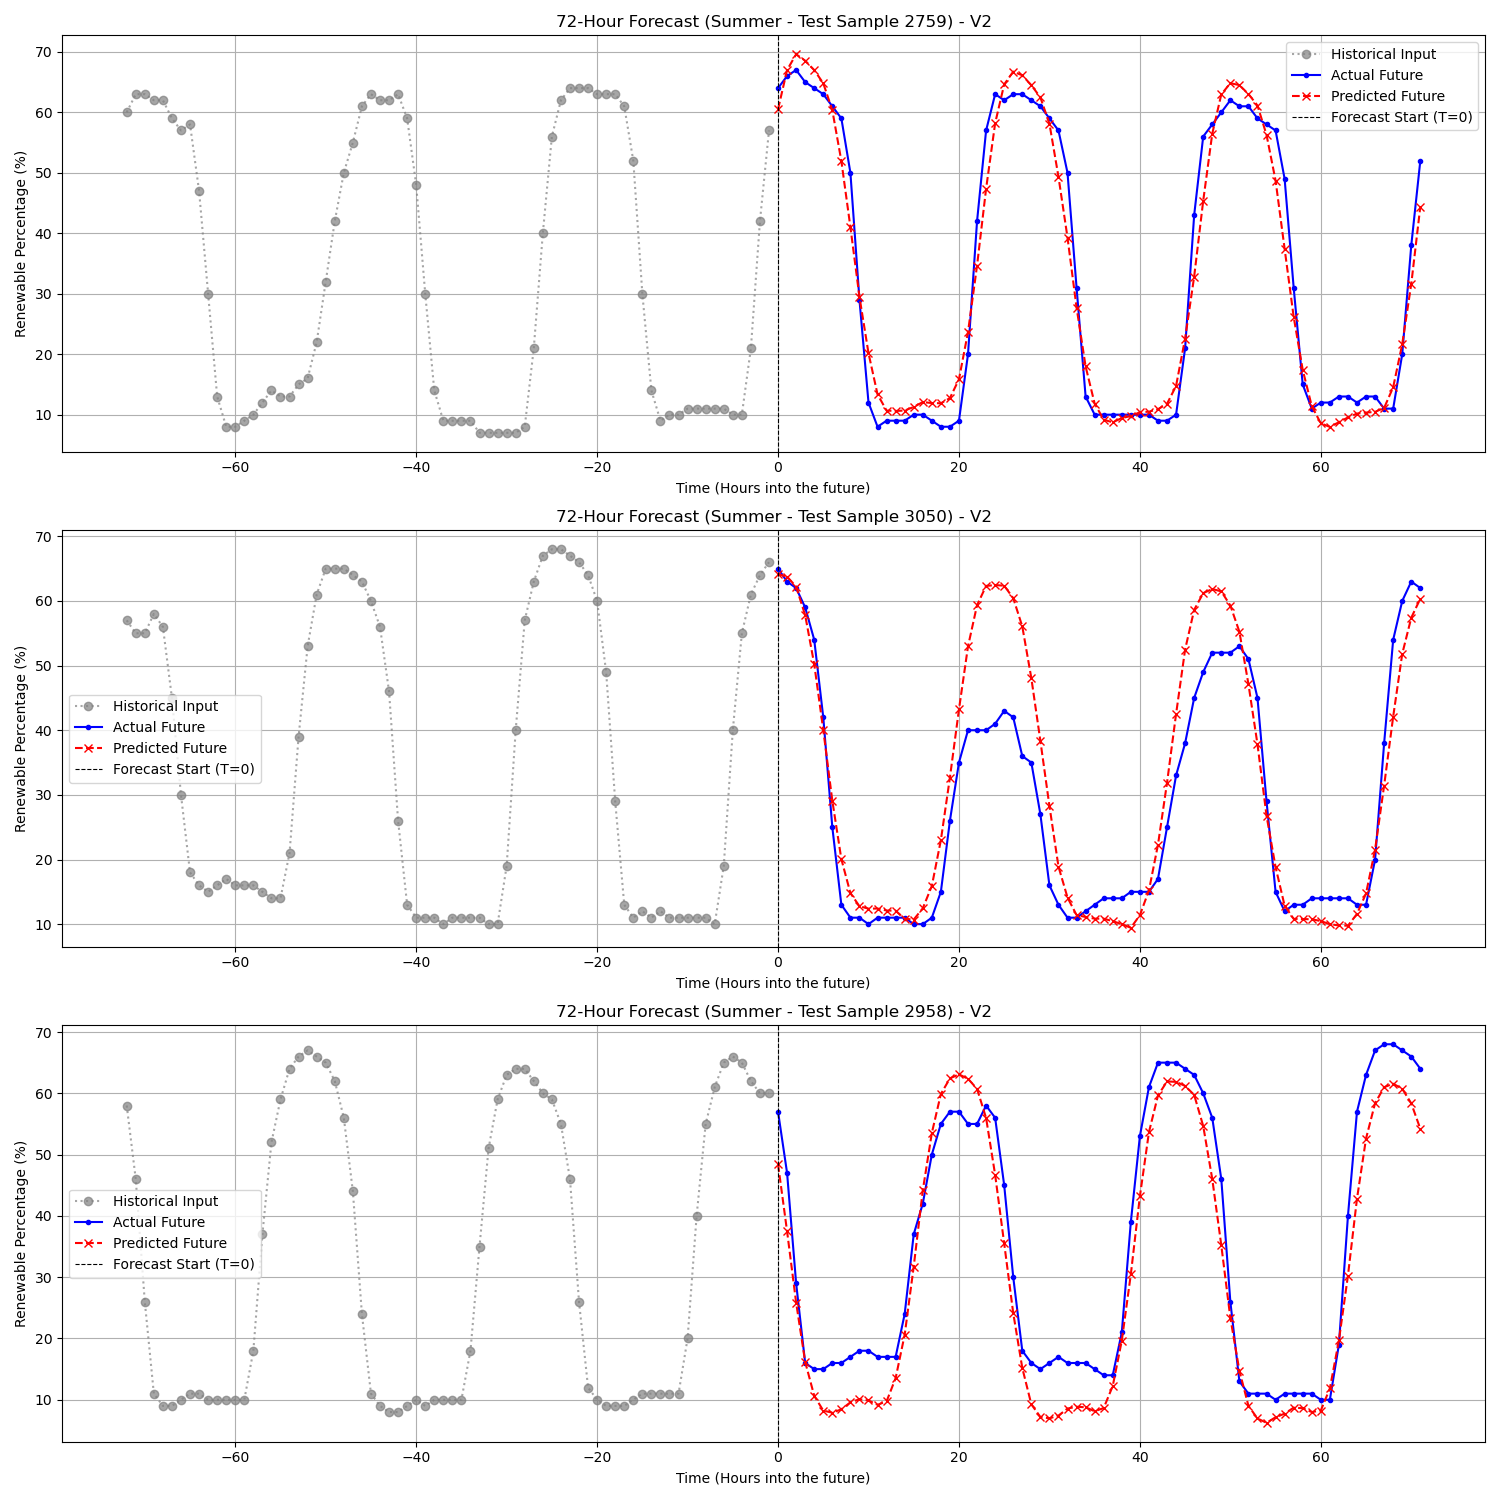 72-Hour Forecast (Summer - Test Sample 2759) - V2
Renewable Percentage (%)
70
60
50
40
30
20
10
Historical Input
Actual Future
Predicted Future
Forecast Start (T=0)
−60
−40
−20
0
20
40
60
Time (Hours into the future)
72-Hour Forecast (Summer - Test Sample 3050) - V2
Renewable Percentage (%)
70
60
50
40
30
20
10
Historical Input
Actual Future
Predicted Future
Forecast Start (T=0)
−60
−40
−20
0
20
40
60
Time (Hours into the future)
72-Hour Forecast (Summer - Test Sample 2958) - V2
Renewable Percentage (%)
70
60
50
40
30
20
10
Historical Input
Actual Future
Predicted Future
Forecast Start (T=0)
−60
−40
−20
0
20
40
60
Time (Hours into the future)